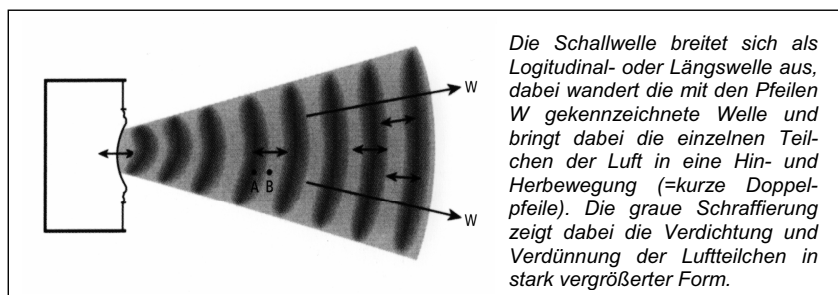 W
A B
W
Die Schallwelle breitet sich als
Logitudinal- oder Längswelle aus,
dabei wandert die mit den Pfeilen
W gekennzeichnete Welle und
bringt dabei die einzelnen Teil-
chen der Luft in eine Hin- und
Herbewegung (=kurze Doppel-
pfeile). Die graue Schraffierung
zeigt dabei die Verdichtung und
Verdünnung der Luftteilchen in
stark vergrößerter Form.